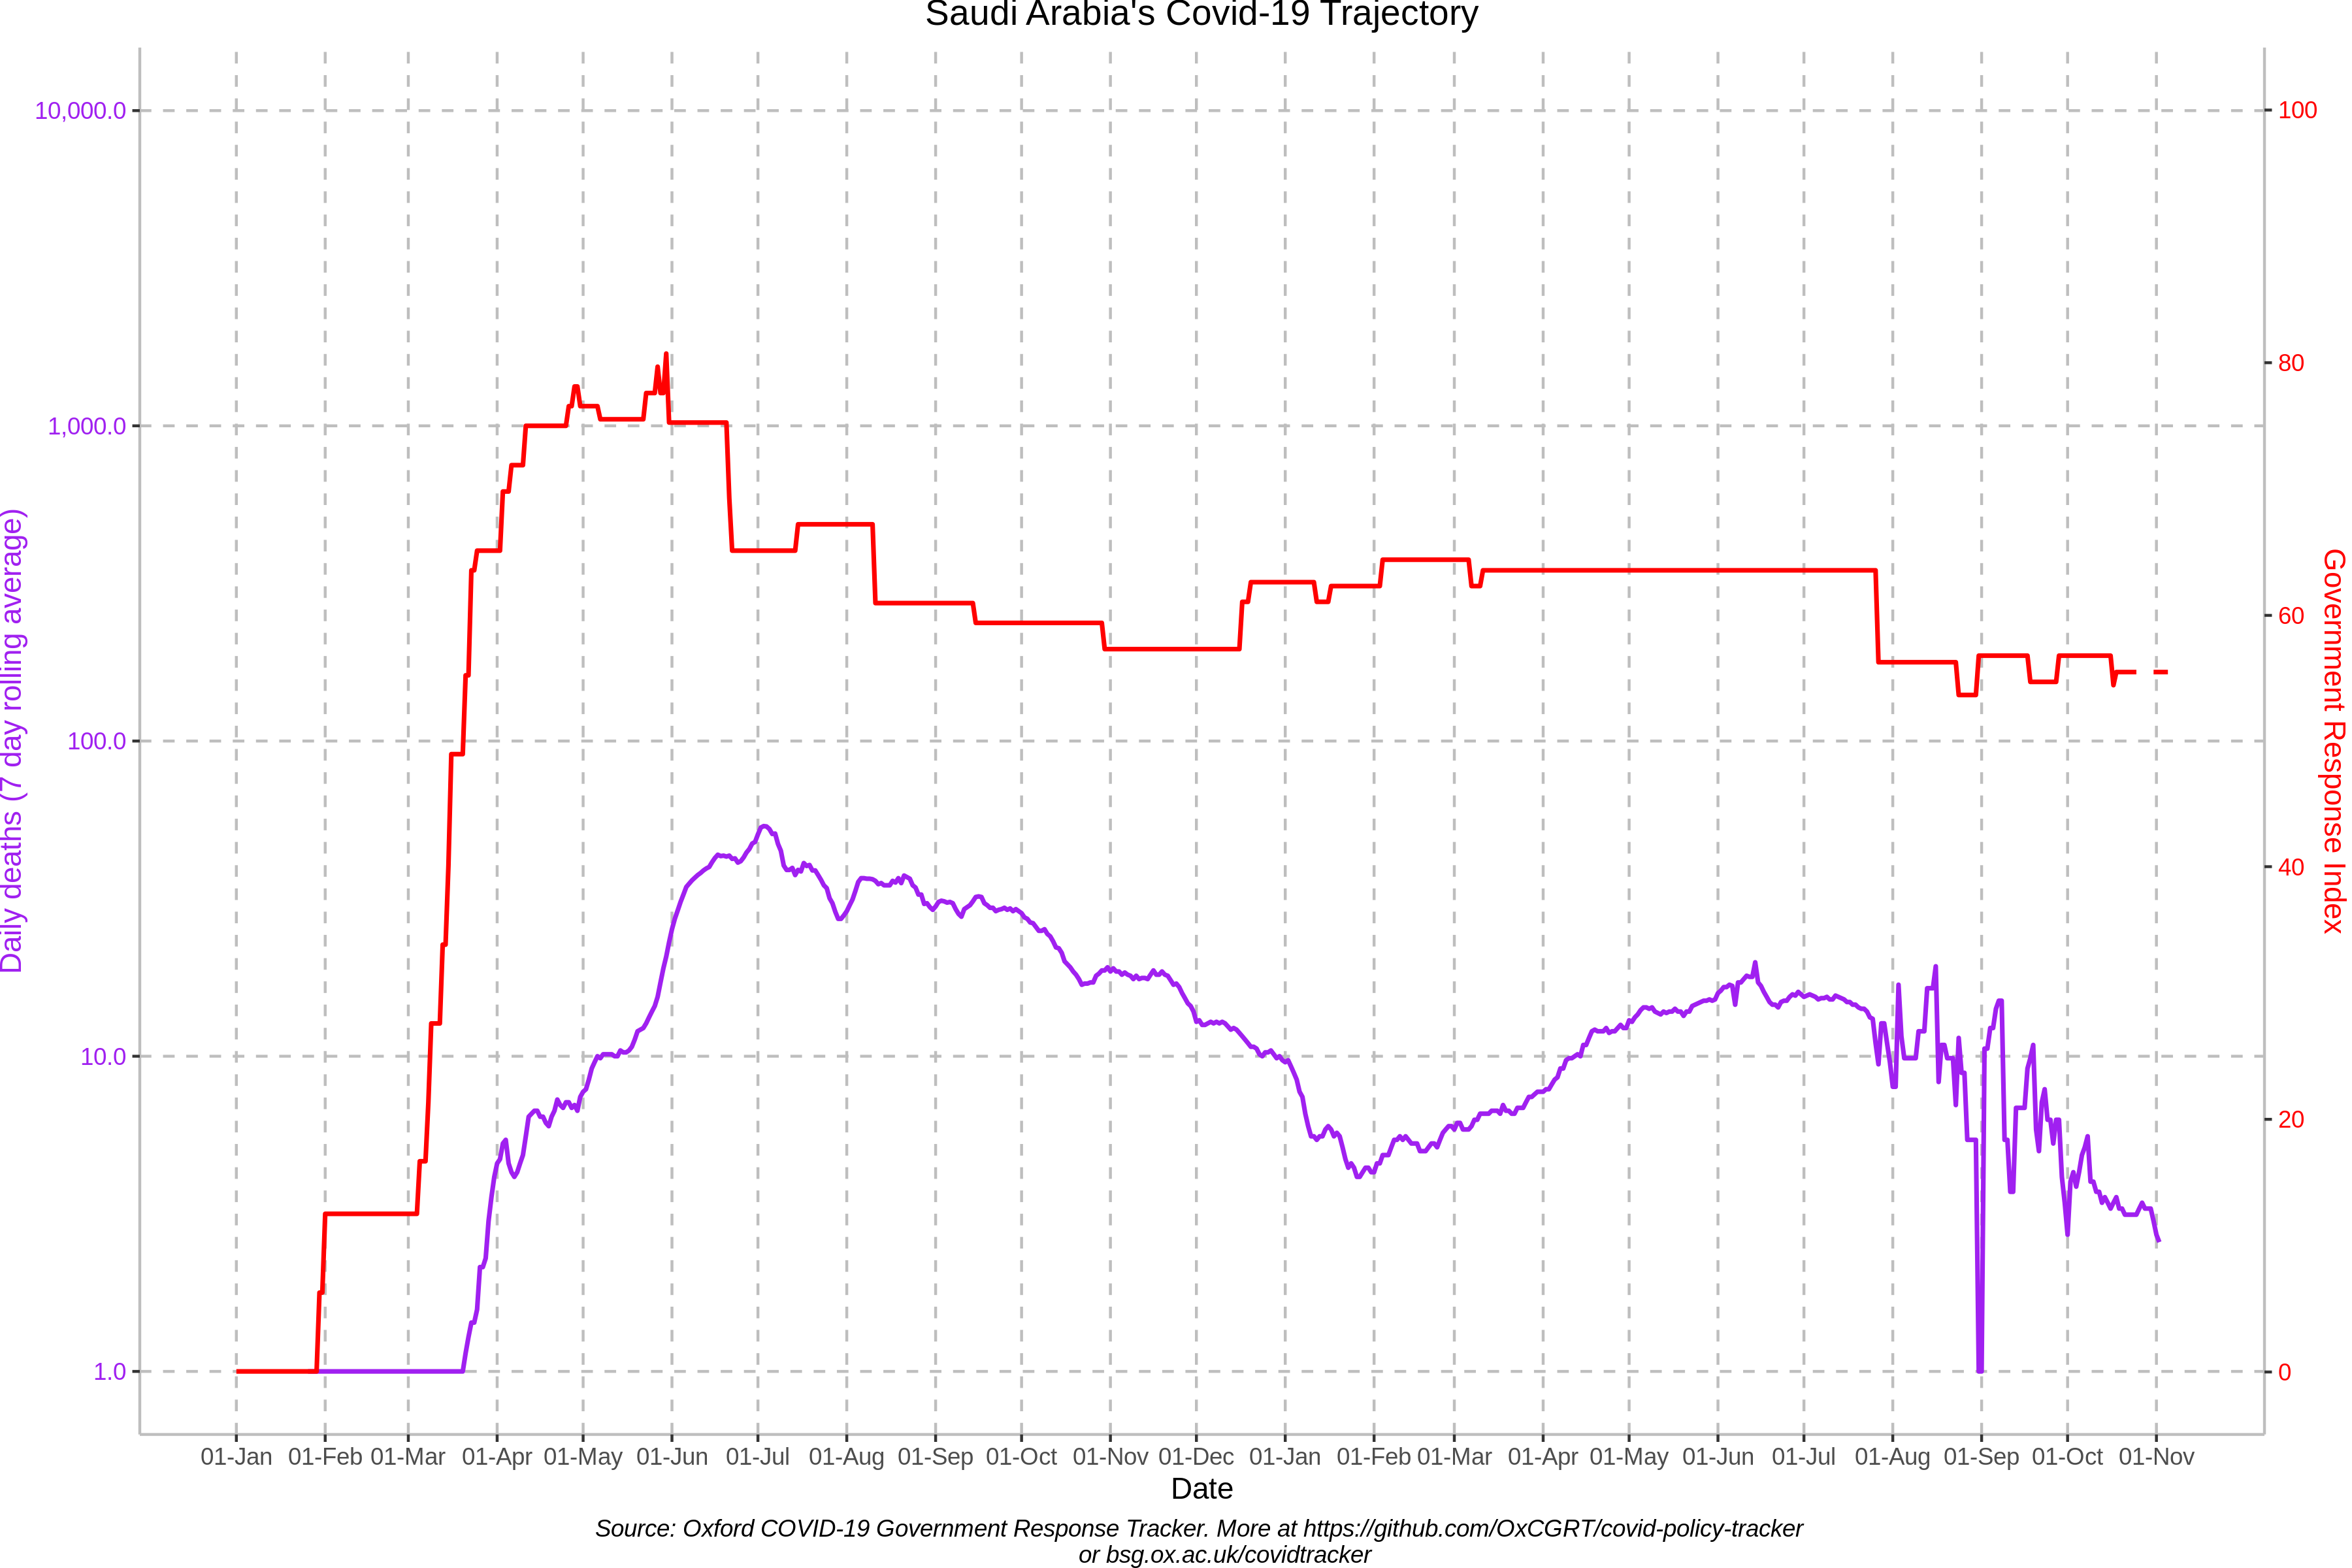 Saudi Arabia's Covid-19 Trajectory
10,000.0
1,000.0
100.0
10.0
1.0
Daily deaths (7 day rolling average)
100
80
60
40
20
0
Government Response Index
01-Jan 01-Feb 01-Mar 01-Apr 01-May 01-Jun 01-Jul 01-Aug 01-Sep 01-Oct 01-Nov 01-Dec 01-Jan 01-Feb 01-Mar 01-Apr 01-May 01-Jun 01-Jul 01-Aug 01-Sep 01-Oct 01-Nov
Date
Source: Oxford COVID-19 Government Response Tracker. More at https://github.com/OxCGRT/covid-policy-tracker
or bsg.ox.ac.uk/covidtracker